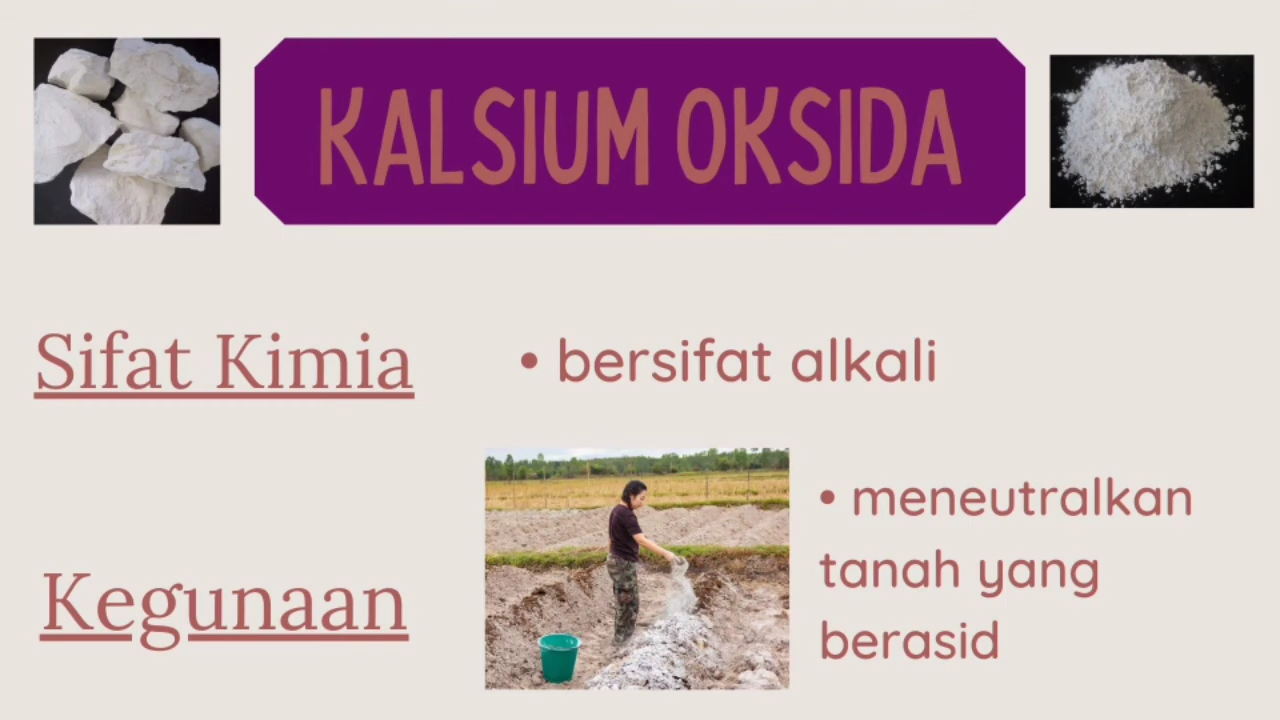 KALSIUM OKSIDA
Sifat Kimia
• bersifat alkali
Kegunaan
• meneutralkan
tanah yang
berasid